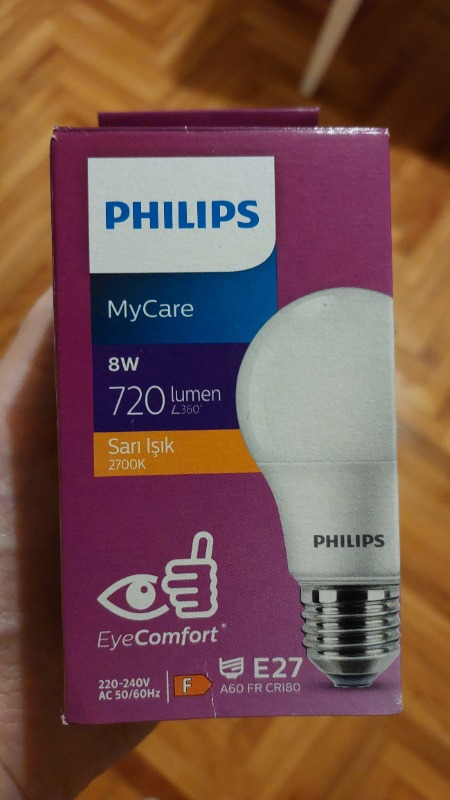 PHILIPS
MyCare
8W
720 lumen
∠360°
Sarı Işık
2700K
PHILIPS
EyeComfort*
220-240V
AC 50/60Hz
F
E27
A60 FR CRI80